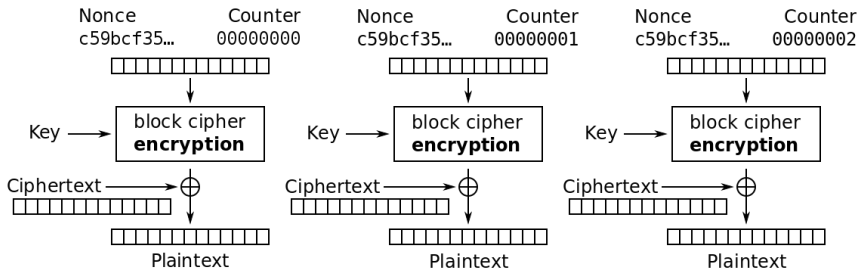 Nonce Counter
c59bcf35… 00000000
block cipher
encryption
Key
Ciphertext
Plaintext
Nonce Counter
c59bcf35… 00000001
block cipher
encryption
Key
Ciphertext
Plaintext
Nonce Counter
c59bcf35… 00000002
block cipher
encryption
Key
Ciphertext
Plaintext